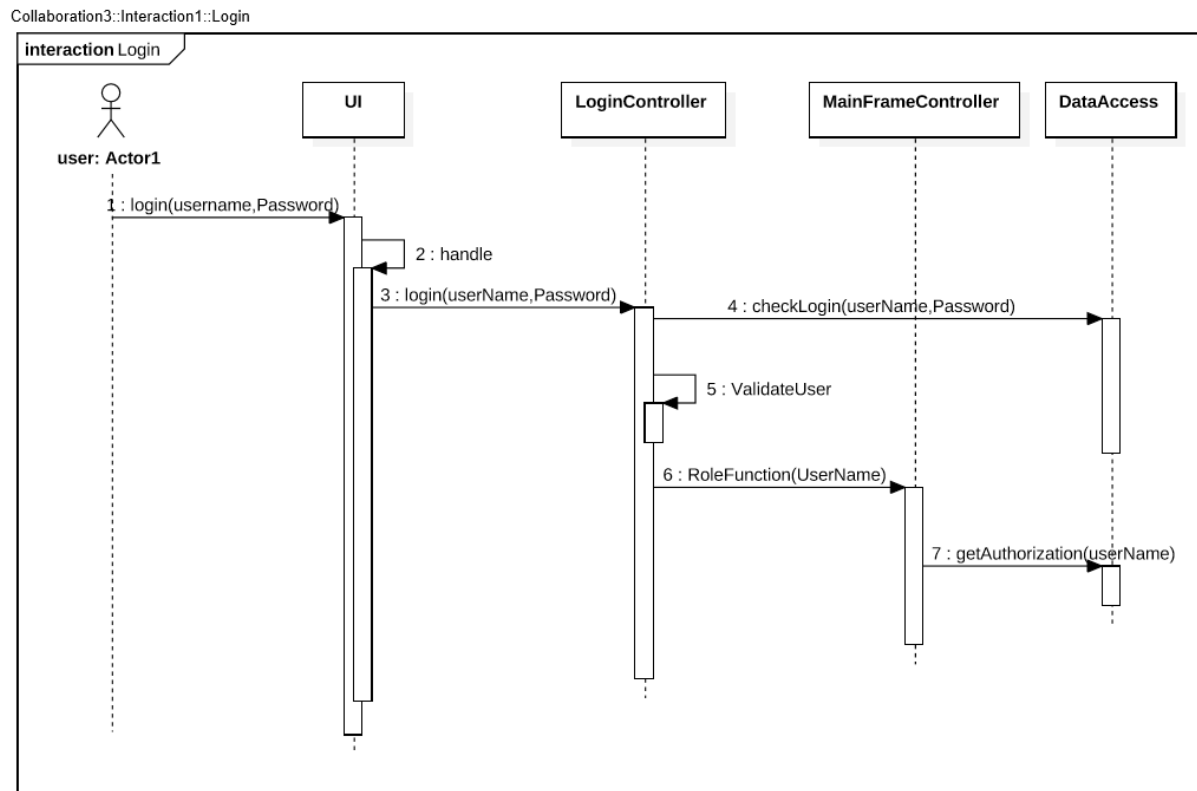 Collaboration3::Interaction1::Login
interaction Login
UI
LoginController
MainFrameController
DataAccess
user: Actor1
1 : login(username,Password)
2 : handle
3 : login(userName,Password)
4 : checkLogin(userName,Password)
5 : ValidateUser
6 : RoleFunction(UserName)
7 : getAuthorization(userName)